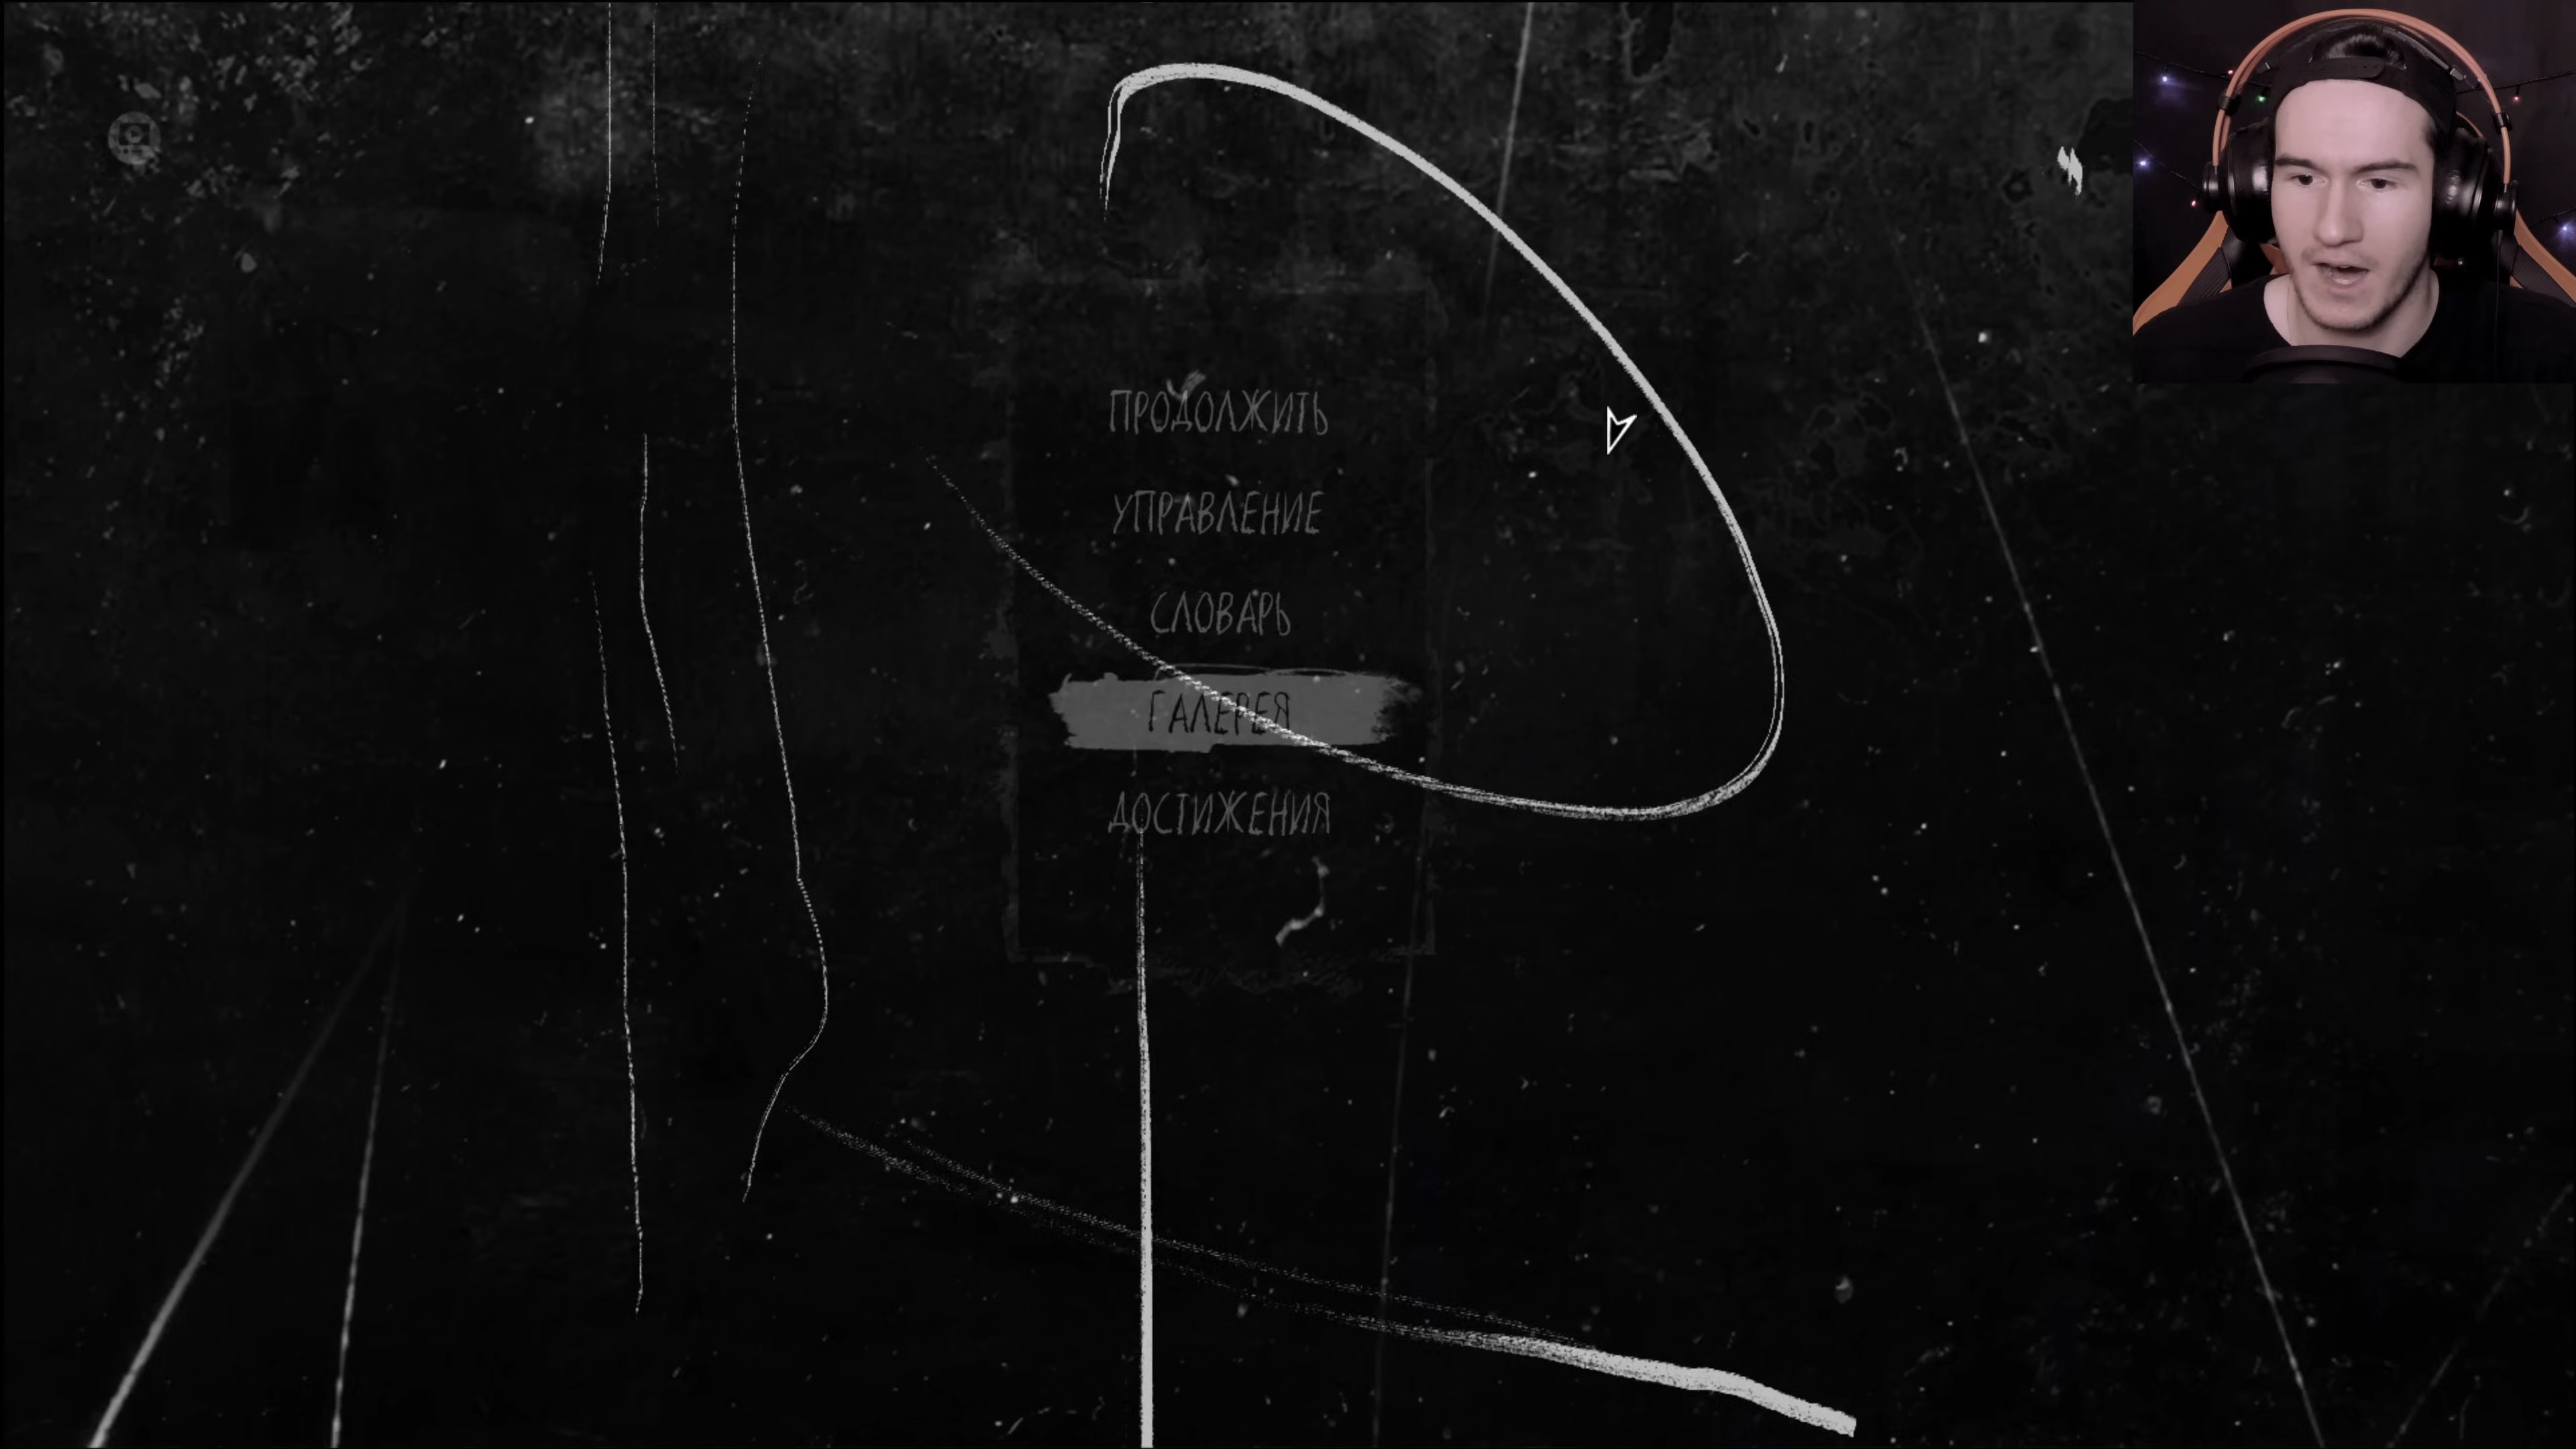 ПРОДОЛЖИТЬ
УПРАВЛЕНИЕ
СЛОВАРЬ
ГАЛЕРЕЯ
ДОСТИЖЕНИЯ